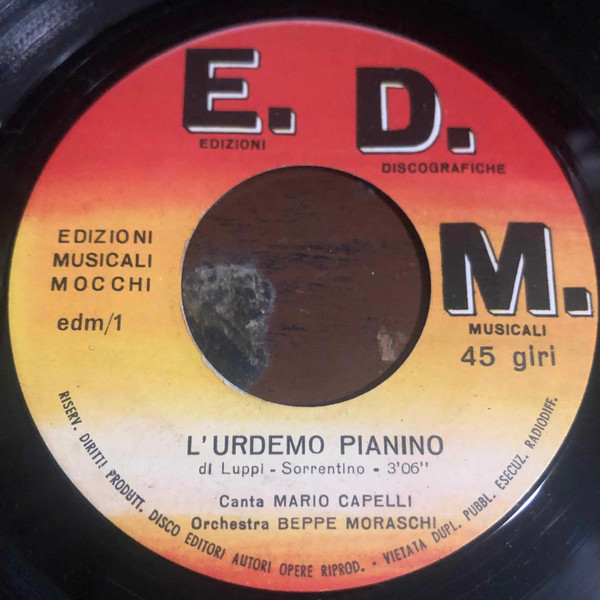 E. D. M.
EDIZIONI
DISCOGRAFICHE
MUSICALI
EDIZIONI
MUSICALI
MOCCHI
edm/1
45 giri
L'URDEMO PIANINO
di Luppi - Sorrentino - 3'06"
Canta MARIO CAPELLI
Orchestra BEPPE MORASCHI
RISERV. DIRITTI PRODUTT. DISCO EDITORI AUTORI OPERE RIPROD. - VIETATA DUPL. PUBBL. ESECUZ. RADIODIFF.